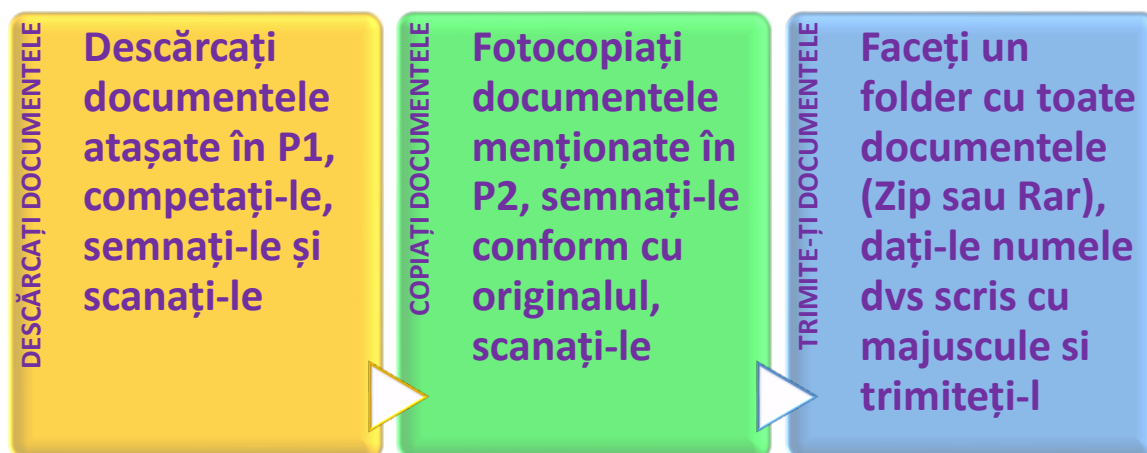 DESCĂRCAȚI DOCUMENTELE
Descărcați
documentele
atașate în P1,
competați-le,
semnați-le și
scanați-le
COPIAȚI DOCUMENTELE
Fotocopiați
documentele
menționate în
P2, semnați-le
conform cu
originalul,
scanați-le
TRIMITE-ȚI DOCUMENTELE
Faceți un
folder cu toate
documentele
(Zip sau Rar),
dați-le numele
dvs scris cu
majuscule si
trimiteți-l